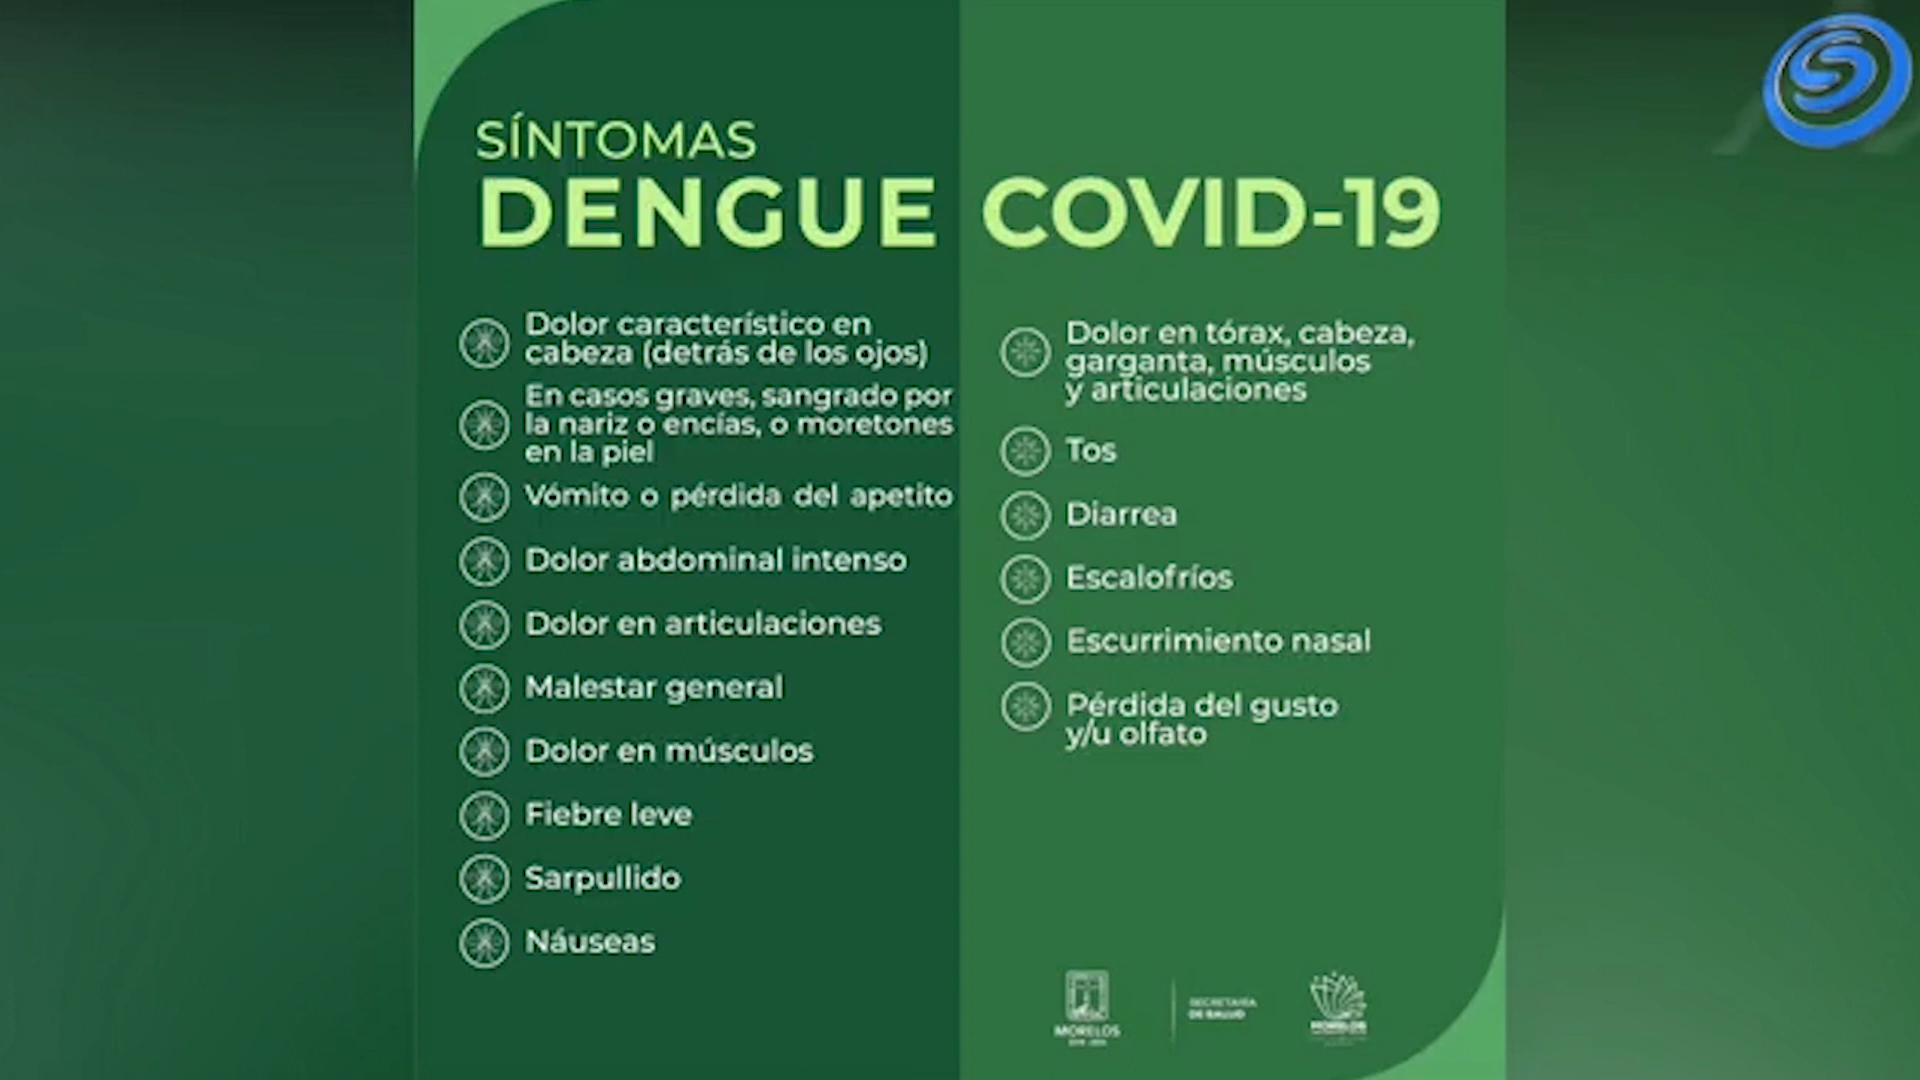 SÍNTOMAS
DENGUE
Dolor característico en
cabeza (detrás de los ojos)
En casos graves, sangrado por
la nariz o encías, o moretones
en la piel
Vómito o pérdida del apetito
Dolor abdominal intenso
Dolor en articulaciones
Malestar general
Dolor en músculos
Fiebre leve
Sarpullido
Náuseas
COVID-19
Dolor en tórax, cabeza,
garganta, músculos
y articulaciones
Tos
Diarrea
Escalofríos
Escurrimiento nasal
Pérdida del gusto
y/u olfato
MORELOS
SECRETARÍA
DE SALUD
MORELOS